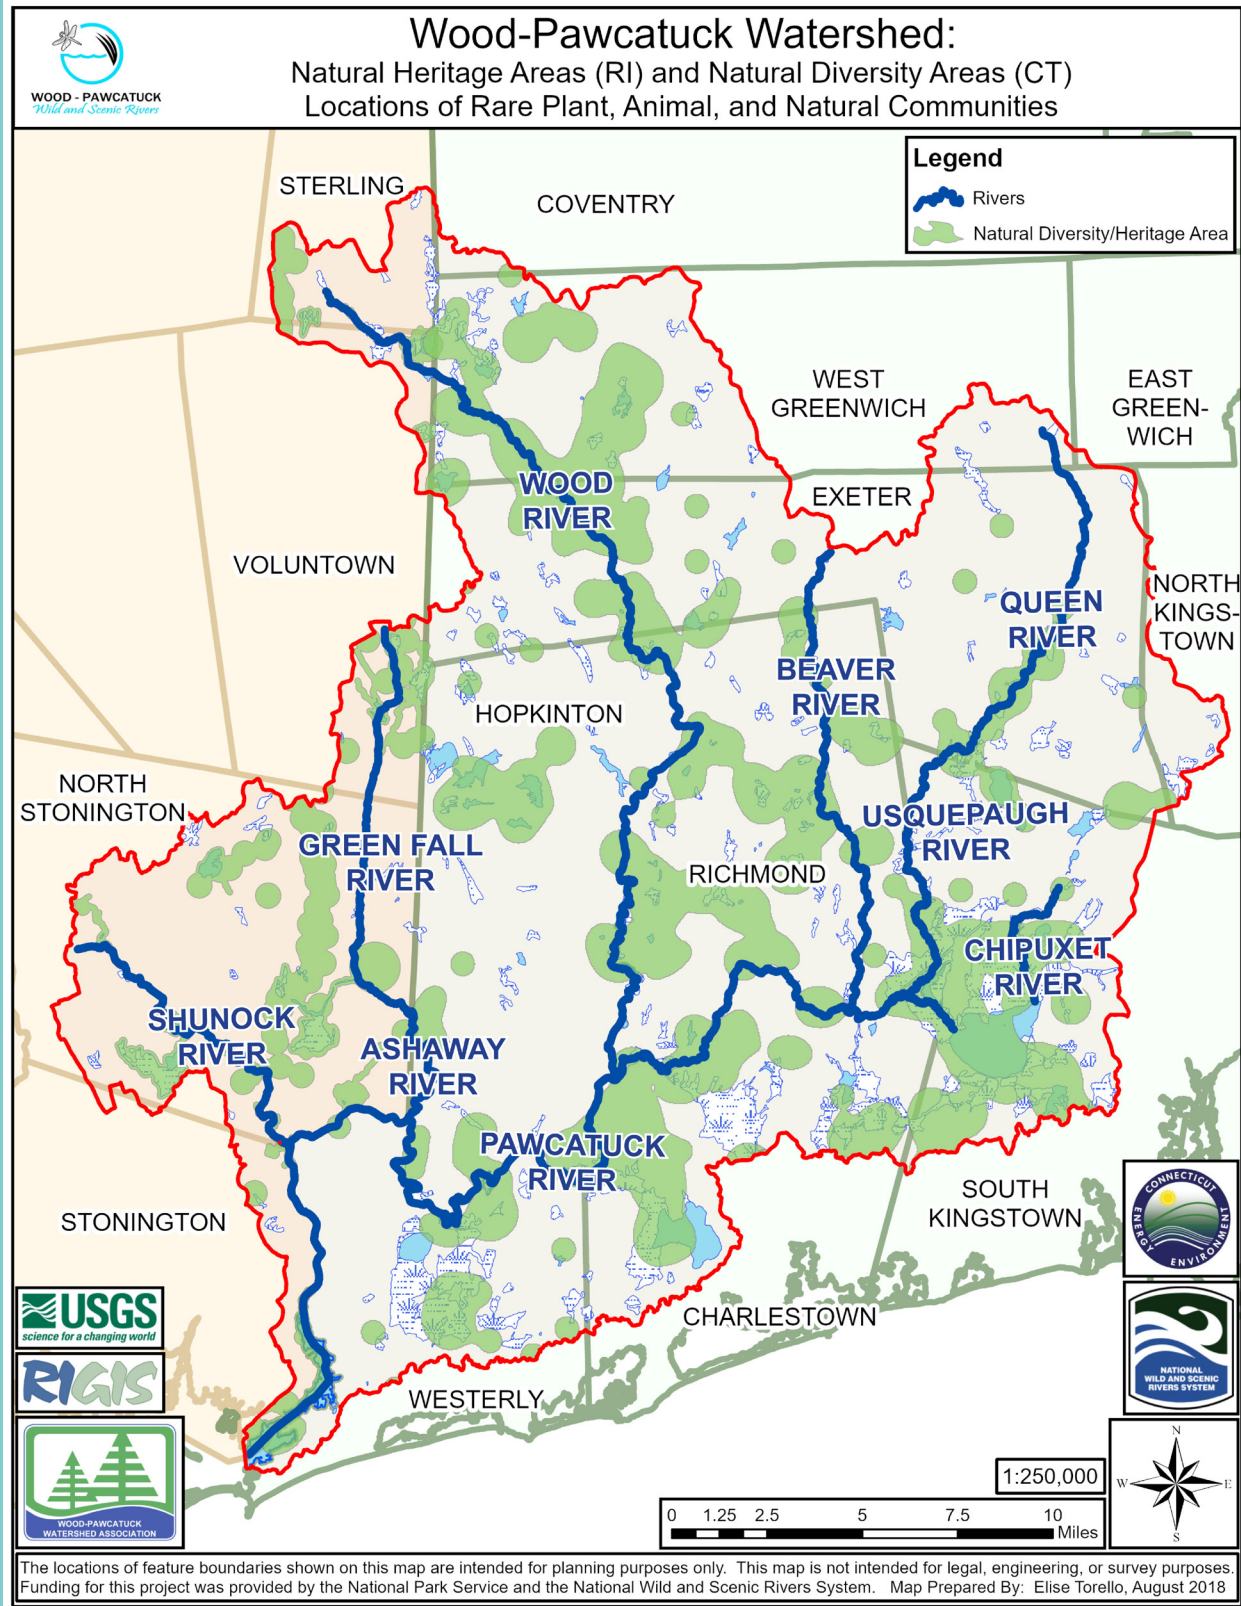 Wood-Pawcatuck Watershed:
Natural Heritage Areas (RI) and Natural Diversity Areas (CT)
Locations of Rare Plant, Animal, and Natural Communities
WOOD - PAWCATUCK
Wild and Scenic Rivers
Legend
Rivers
Natural Diversity/Heritage Area
STERLING
COVENTRY
WEST
GREENWICH
EAST
GREEN-
WICH
EXETER
WOOD
RIVER
VOLUNTOWN
QUEEN
RIVER
NORTH
KINGS-
TOWN
BEAVER
RIVER
HOPKINTON
NORTH
STONINGTON
GREEN FALL
RIVER
USQUEPAUGH
RIVER
RICHMOND
CHIPUXET
RIVER
SHUNOCK
RIVER
ASHAWAY
RIVER
PAWCATUCK
RIVER
STONINGTON
SOUTH
KINGSTOWN
CHARLESTOWN
WESTERLY
CONNECTICUT
ENERGY
ENVIRONMENT
USGS
science for a changing world
RIGIS
NATIONAL
WILD AND SCENIC
RIVERS SYSTEM
WOOD-PAWCATUCK
WATERSHED ASSOCIATION
N
W
E
S
1:250,000
0 1.25 2.5 5 7.5 10
Miles
The locations of feature boundaries shown on this map are intended for planning purposes only. This map is not intended for legal, engineering, or survey purposes.
Funding for this project was provided by the National Park Service and the National Wild and Scenic Rivers System. Map Prepared By: Elise Torello, August 2018